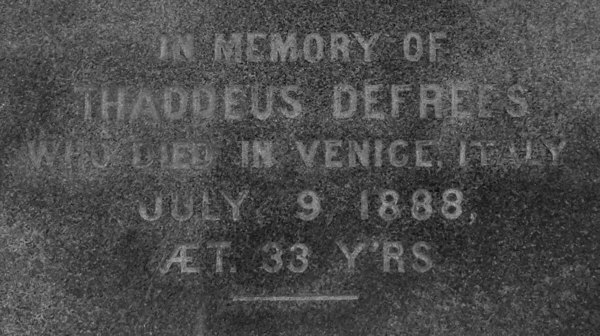 IN MEMORY OF
THADDEUS DEFREES
WHO DIED IN VENICE, ITALY
JULY, 9, 1888,
ÆT. 33 Y'RS